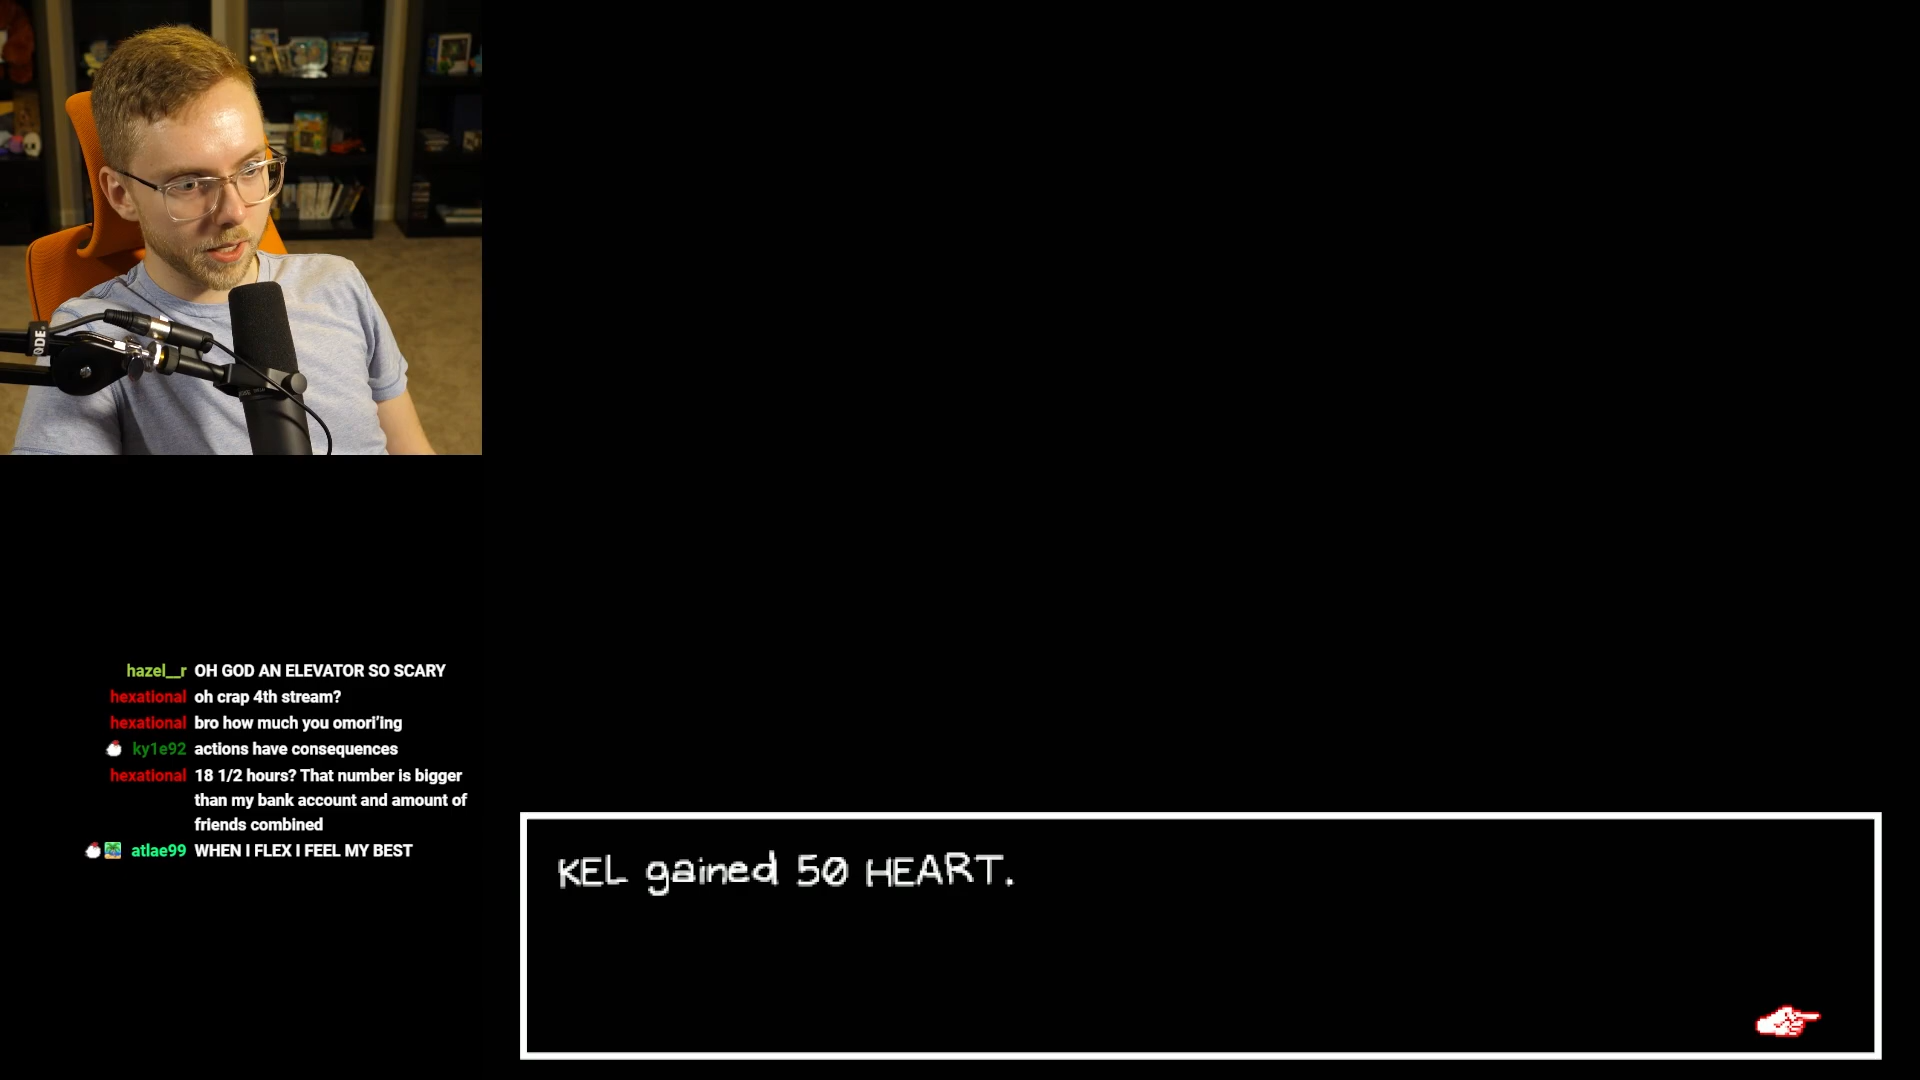 ODE.
hazel__r OH GOD AN ELEVATOR SO SCARY
hexational oh crap 4th stream?
hexational bro how much you omori’ing
ky1e92 actions have consequences
hexational 18 1/2 hours? That number is bigger
than my bank account and amount of
friends combined
atlae99 WHEN I FLEX I FEEL MY BEST
KEL gained 50 HEART.